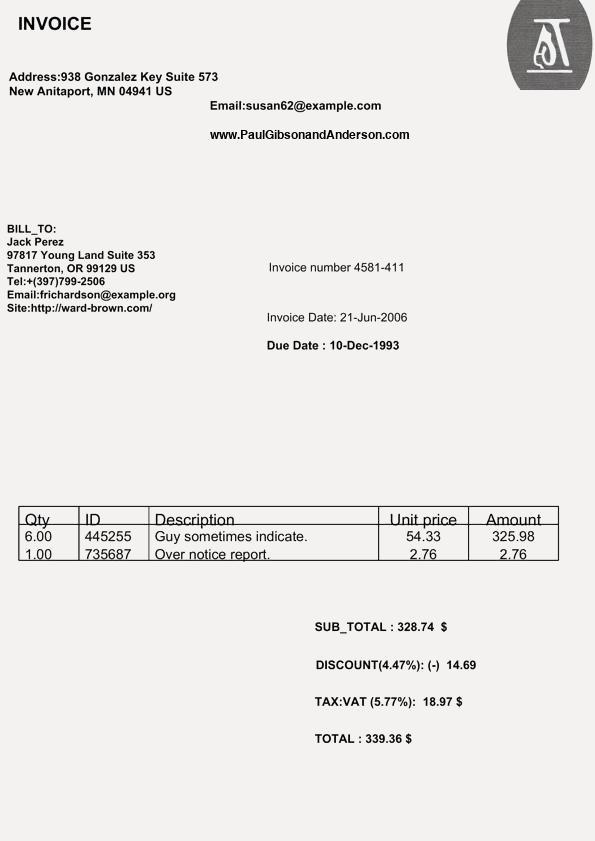 INVOICE
Address:938 Gonzalez Key Suite 573
New Anitaport, MN 04941 US
Email:susan62@example.com
www.PaulGibsonandAnderson.com
BILL_TO:
Jack Perez
97817 Young Land Suite 353
Tannerton, OR 99129 US
Tel:+(397)799-2506
Email:frichardson@example.org
Site:http://ward-brown.com/
Invoice number 4581-411
Invoice Date: 21-Jun-2006
Due Date : 10-Dec-1993
Qty ID Description Unit price Amount
6.00 445255 Guy sometimes indicate. 54.33 325.98
1.00 735687 Over notice report. 2.76 2.76
SUB_TOTAL : 328.74 $
DISCOUNT(4.47%): (-) 14.69
TAX:VAT (5.77%): 18.97 $
TOTAL : 339.36 $